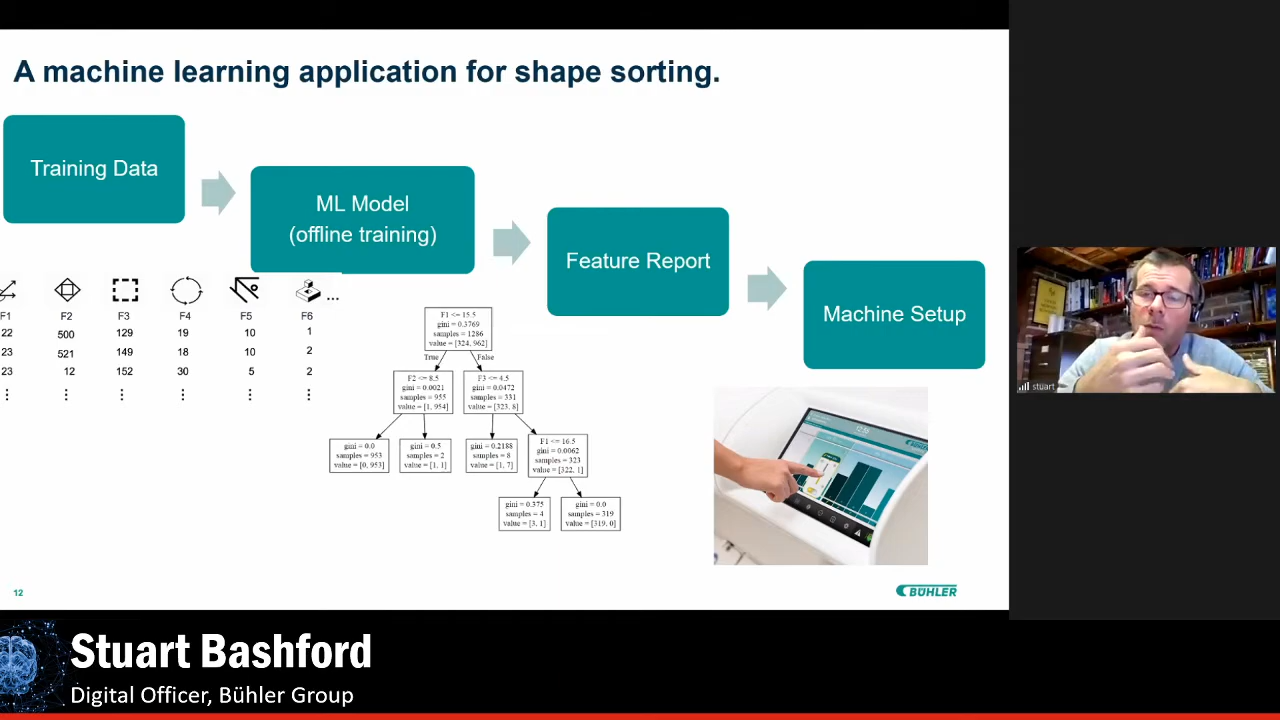 A machine learning application for shape sorting.
Training Data
ML Model
(offline training)
Feature Report
Machine Setup
F1 F2 F3 F4 F5 F6 ...
22 500 129 19 10 1
23 521 149 18 10 2
23 12 152 30 5 2
F1 <= 15.5
gini = 0.3769
samples = 1286
value = [324, 962]
True False
F2 <= 8.5
gini = 0.0021
samples = 955
value = [1, 954]
F3 <= 4.5
gini = 0.0472
samples = 331
value = [323, 8]
gini = 0.0
samples = 953
value = [0, 953]
gini = 0.5
samples = 2
value = [1, 1]
gini = 0.2188
samples = 8
value = [1, 7]
F1 <= 16.5
gini = 0.0062
samples = 323
value = [322, 1]
gini = 0.375
samples = 4
value = [3, 1]
gini = 0.0
samples = 319
value = [319, 0]
12
BÜHLER
stuart
Stuart Bashford
Digital Officer, Bühler Group